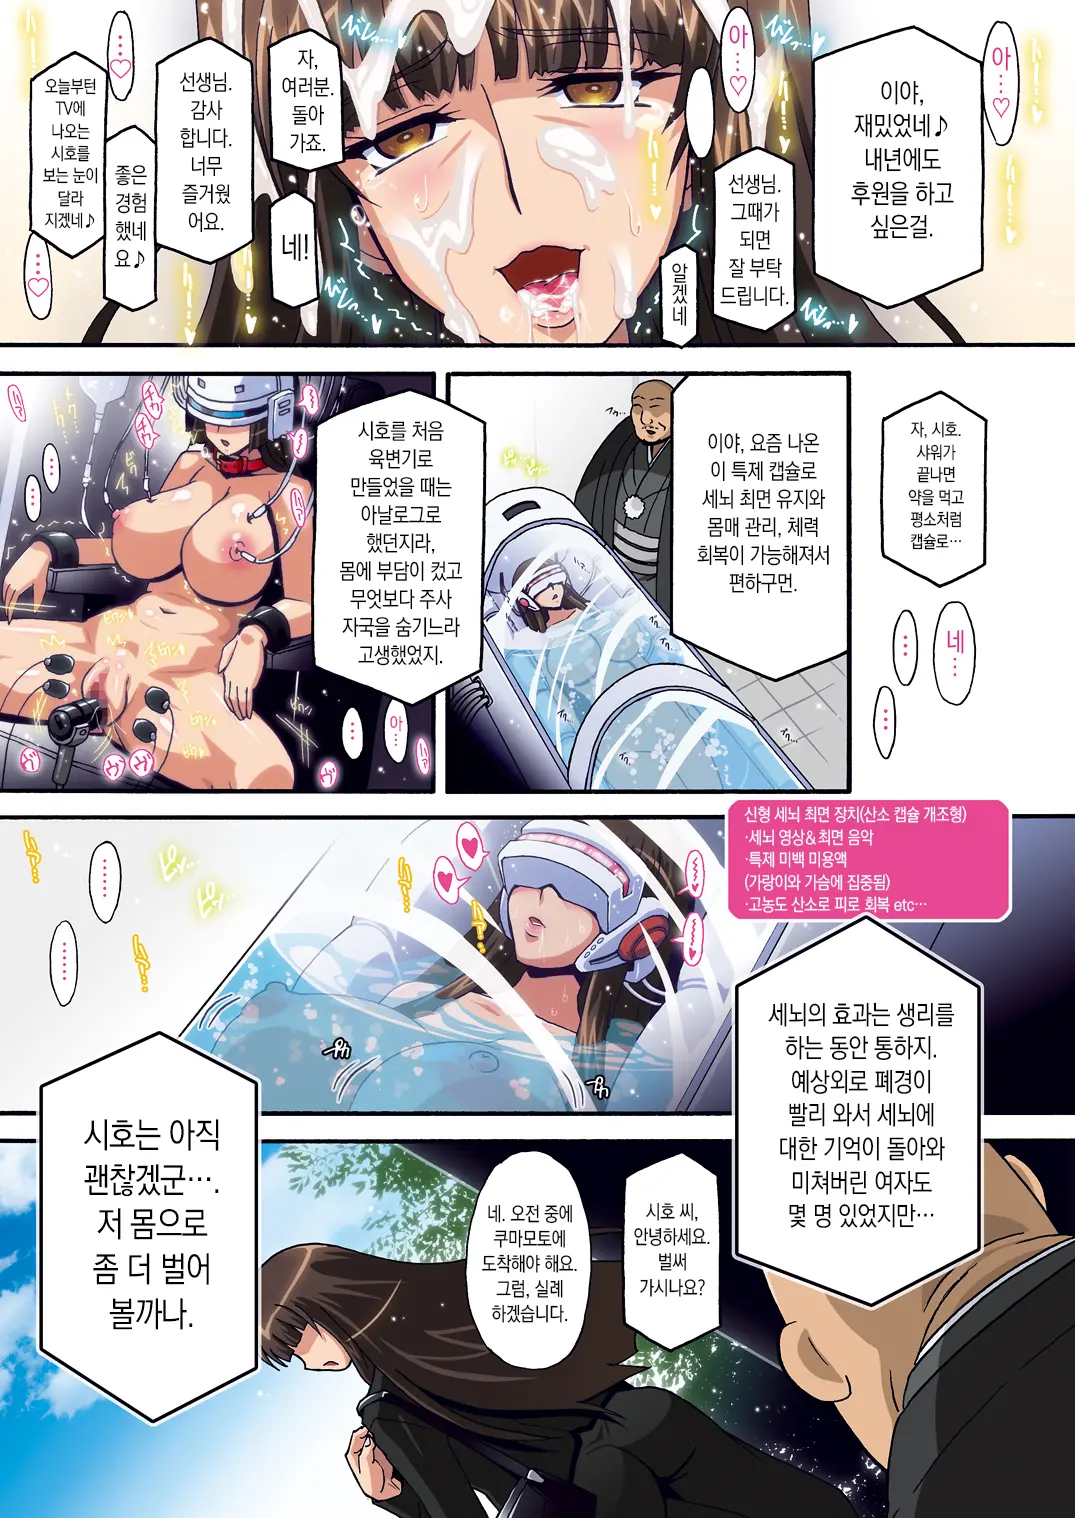 이야,
재밌었네♪
내년에도
후원을 하고
싶은걸.
선생님.
그때가
되면
잘 부탁
드립니다.
알겠네
자,
여러분.
돌아
가죠.
네!
선생님.
감사
합니다.
너무
즐거웠
어요.
좋은
경험
했네
요♪
오늘부턴
TV에
나오는
시호를
보는 눈이
달라
지겠네♪
아…♡
아…♡
…♡
…♡
자, 시호.
샤워가
끝나면
약을 먹고
평소처럼
캡슐로…
네…
…
…
이야, 요즘 나온
이 특제 캡슐로
세뇌 최면 유지와
몸매 관리, 체력
회복이 가능해져서
편하구먼.
시호를 처음
육변기로
만들었을 때는
아날로그로
했던지라,
몸에 부담이 컸고
무엇보다 주사
자국을 숨기느라
고생했었지.
아…
…
…♡
신형 세뇌 최면 장치(산소 캡슐 개조형)
·세뇌 영상&최면 음악
·특제 미백 미용액
(가랑이와 가슴에 집중됨)
·고농도 산소로 피로 회복 etc…
세뇌의 효과는 생리를
하는 동안 통하지.
예상외로 폐경이
빨리 와서 세뇌에
대한 기억이 돌아와
미쳐버린 여자도
몇 명 있었지만…
시호는 아직
괜찮겠군….
저 몸으로
좀 더 벌어
볼까나.
시호 씨,
안녕하세요.
벌써
가시나요?
네. 오전 중에
쿠마모토에
도착해야 해요.
그럼, 실례
하겠습니다.